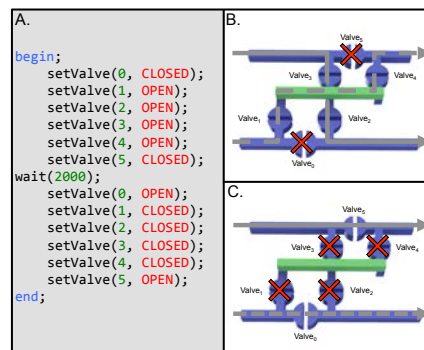 A.
begin;
setValve(0, CLOSED);
setValve(1, OPEN);
setValve(2, OPEN);
setValve(3, OPEN);
setValve(4, OPEN);
setValve(5, CLOSED);
wait(2000);
setValve(0, OPEN);
setValve(1, CLOSED);
setValve(2, CLOSED);
setValve(3, CLOSED);
setValve(4, CLOSED);
setValve(5, OPEN);
end;
B.
Valve5
Valve3
Valve4
Valve1
Valve2
Valve0
C.
Valve5
Valve3
Valve4
Valve1
Valve2
Valve0